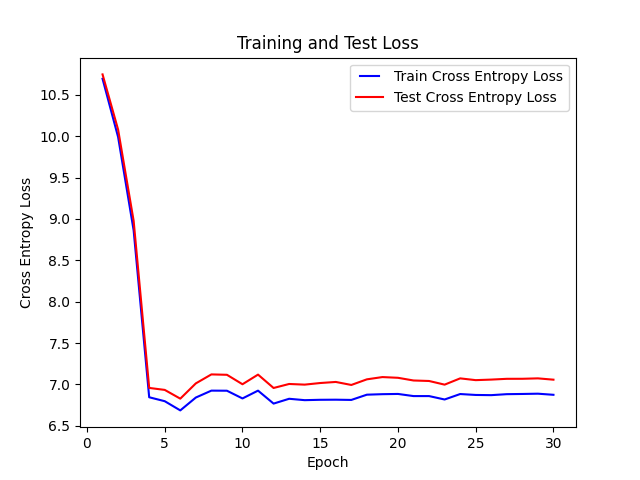 Training and Test Loss
Train Cross Entropy Loss
Test Cross Entropy Loss
Cross Entropy Loss
10.5
10.0
9.5
9.0
8.5
8.0
7.5
7.0
6.5
0 5 10 15 20 25 30
Epoch